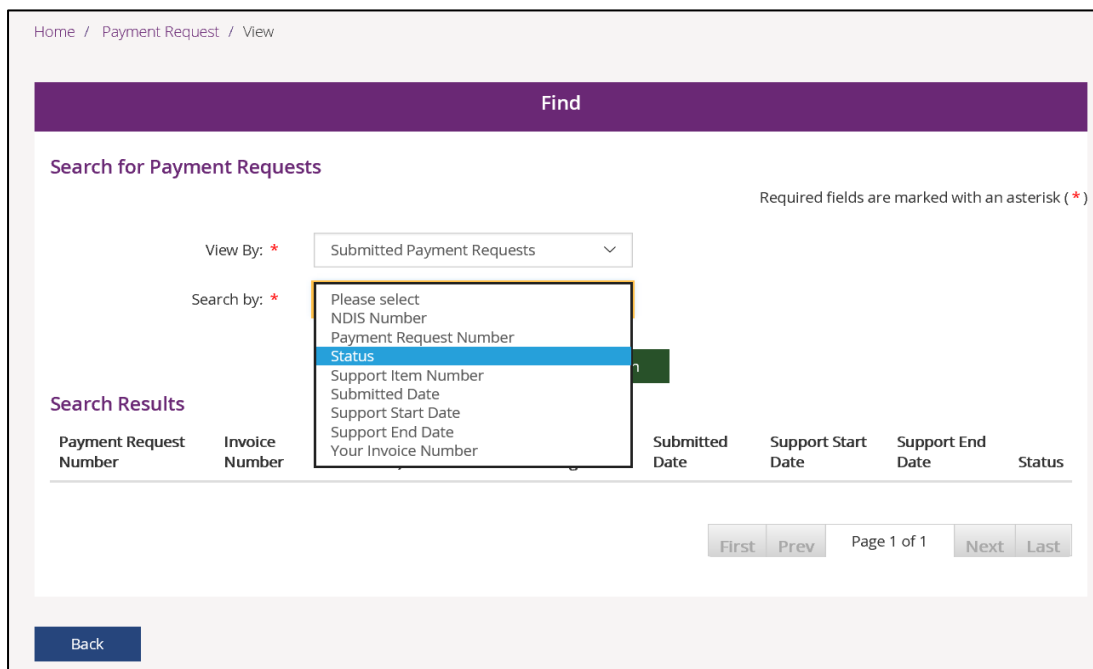 Home / Payment Request / View
Find
Search for Payment Requests
Required fields are marked with an asterisk (*)
View By: * Submitted Payment Requests
Search by: *
Please select
NDIS Number
Payment Request Number
Status
Support Item Number
Submitted Date
Support Start Date
Support End Date
Your Invoice Number
Search Results
Payment Request Number
Invoice Number
Submitted Date
Support Start Date
Support End Date
Status
First Prev Page 1 of 1 Next Last
Back